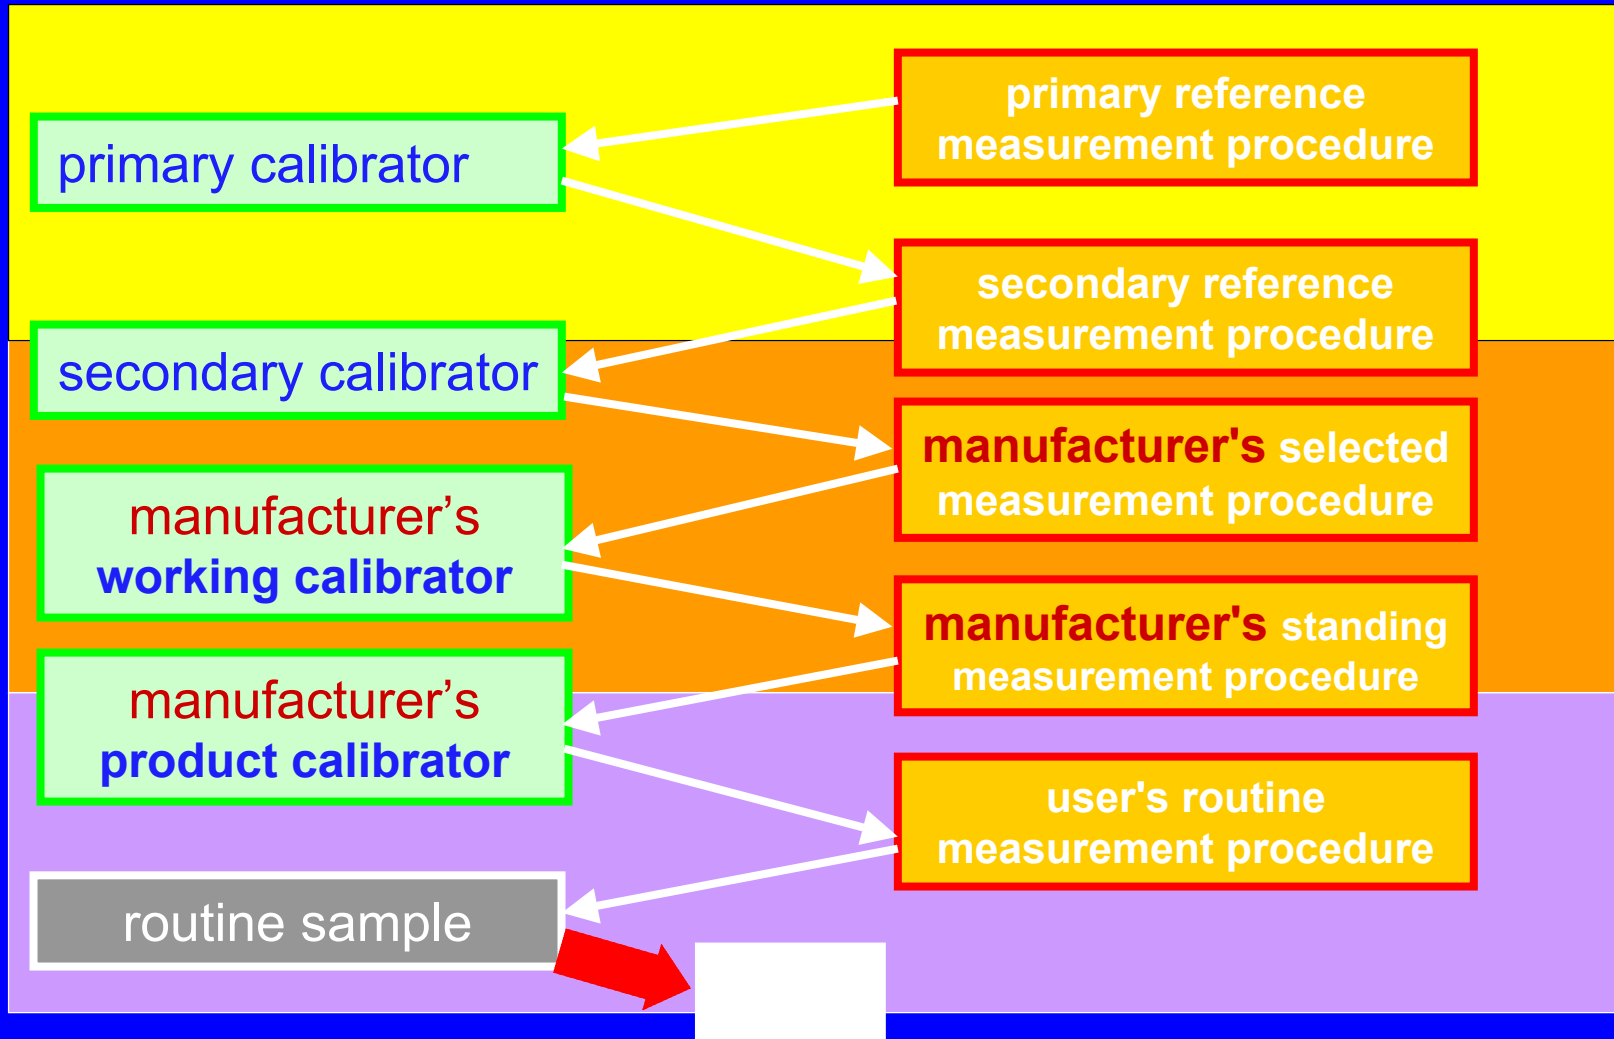 primary reference
measurement procedure
primary calibrator
secondary reference
measurement procedure
secondary calibrator
manufacturer's selected
measurement procedure
manufacturer’s
working calibrator
manufacturer's standing
measurement procedure
manufacturer’s
product calibrator
user's routine
measurement procedure
routine sample